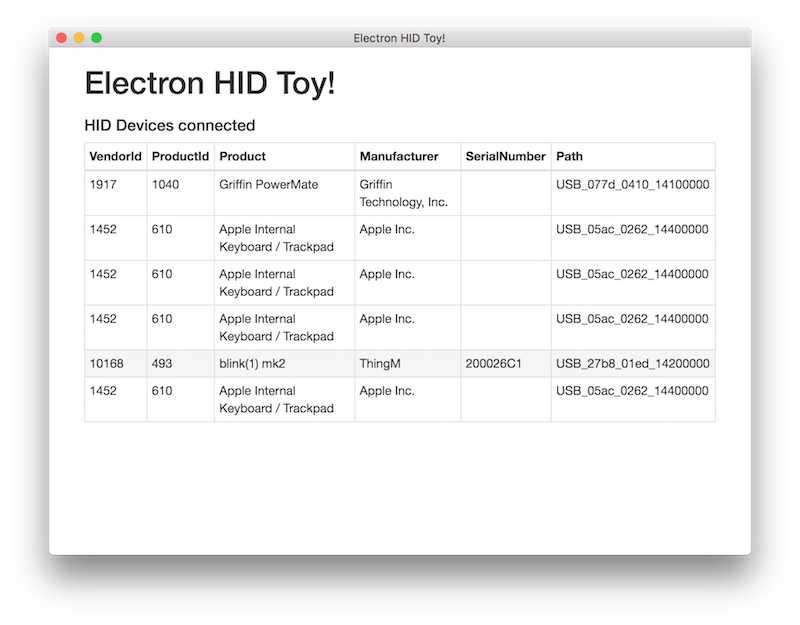 Electron HID Toy!
Electron HID Toy!
HID Devices connected
VendorId ProductId Product Manufacturer SerialNumber Path
1917 1040 Griffin PowerMate Griffin Technology, Inc. USB_077d_0410_14100000
1452 610 Apple Internal Keyboard / Trackpad Apple Inc. USB_05ac_0262_14400000
1452 610 Apple Internal Keyboard / Trackpad Apple Inc. USB_05ac_0262_14400000
1452 610 Apple Internal Keyboard / Trackpad Apple Inc. USB_05ac_0262_14400000
10168 493 blink(1) mk2 ThingM 200026C1 USB_27b8_01ed_14200000
1452 610 Apple Internal Keyboard / Trackpad Apple Inc. USB_05ac_0262_14400000